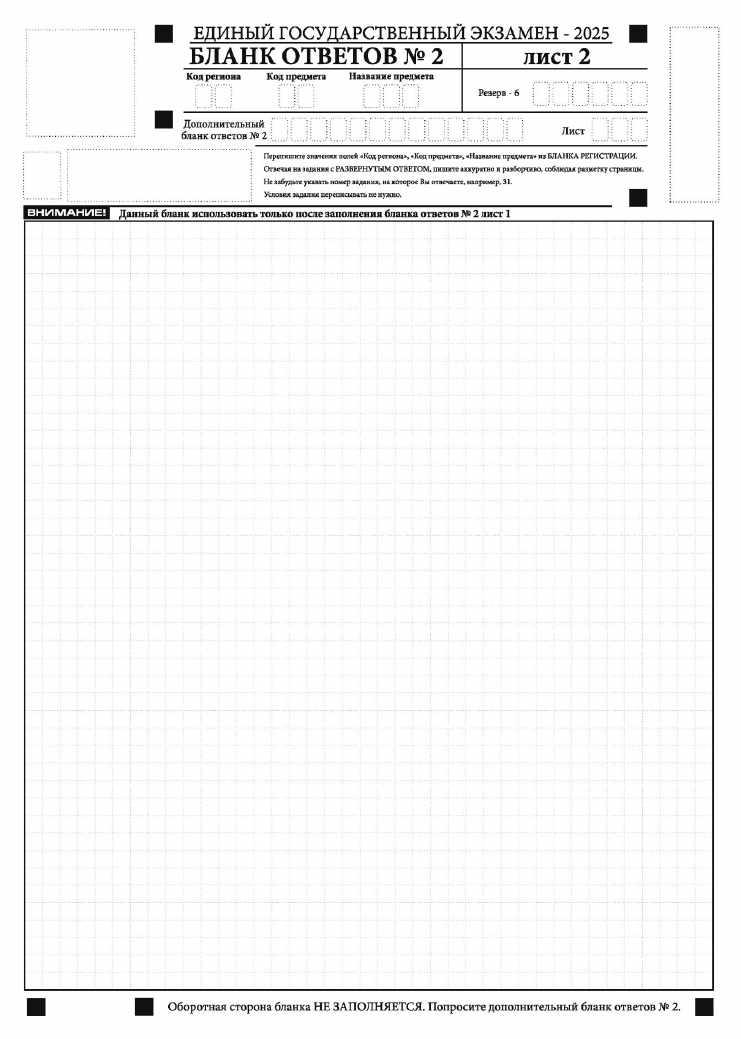 ЕДИНЫЙ ГОСУДАРСТВЕННЫЙ ЭКЗАМЕН - 2025
БЛАНК ОТВЕТОВ № 2 лист 2
Код региона Код предмета Название предмета
Резерв - 6
Дополнительный
бланк ответов № 2
Лист
Перепишите значения полей «Код региона», «Код предмета», «Название предмета» из БЛАНКА РЕГИСТРАЦИИ.
Отвечая на задания с РАЗВЕРНУТЫМ ОТВЕТОМ, пишите аккуратно и разборчиво, соблюдая разметку страницы.
Не забудьте указать номер задания, на которое Вы отвечаете, например, 31.
Условия задания переписывать не нужно.
ВНИМАНИЕ! Данный бланк использовать только после заполнения бланка ответов № 2 лист 1
Оборотная сторона бланка НЕ ЗАПОЛНЯЕТСЯ. Попросите дополнительный бланк ответов № 2.